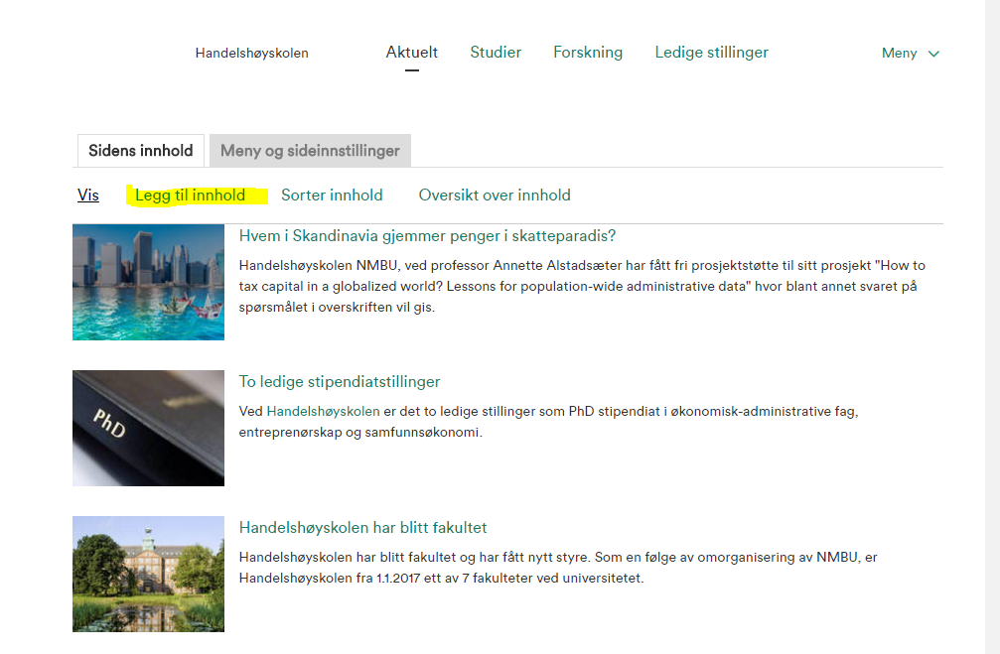 Handelshøyskolen Aktuelt Studier Forskning Ledige stillinger Meny
Sidens innhold Meny og sideinnstillinger
Vis Legg til innhold Sorter innhold Oversikt over innhold
Hvem i Skandinavia gjemmer penger i skatteparadis?
Handelshøyskolen NMBU, ved professor Annette Alstadsæter har fått fri prosjektstøtte til sitt prosjekt "How to
tax capital in a globalized world? Lessons for population-wide administrative data" hvor blant annet svaret på
spørsmålet i overskriften vil gis.
PhD
To ledige stipendiatstillinger
Ved Handelshøyskolen er det to ledige stillinger som PhD stipendiat i økonomisk-administrative fag,
entreprenørskap og samfunnsøkonomi.
Handelshøyskolen har blitt fakultet
Handelshøyskolen har blitt fakultet og har fått nytt styre. Som en følge av omorganisering av NMBU, er
Handelshøyskolen fra 1.1.2017 ett av 7 fakulteter ved universitetet.